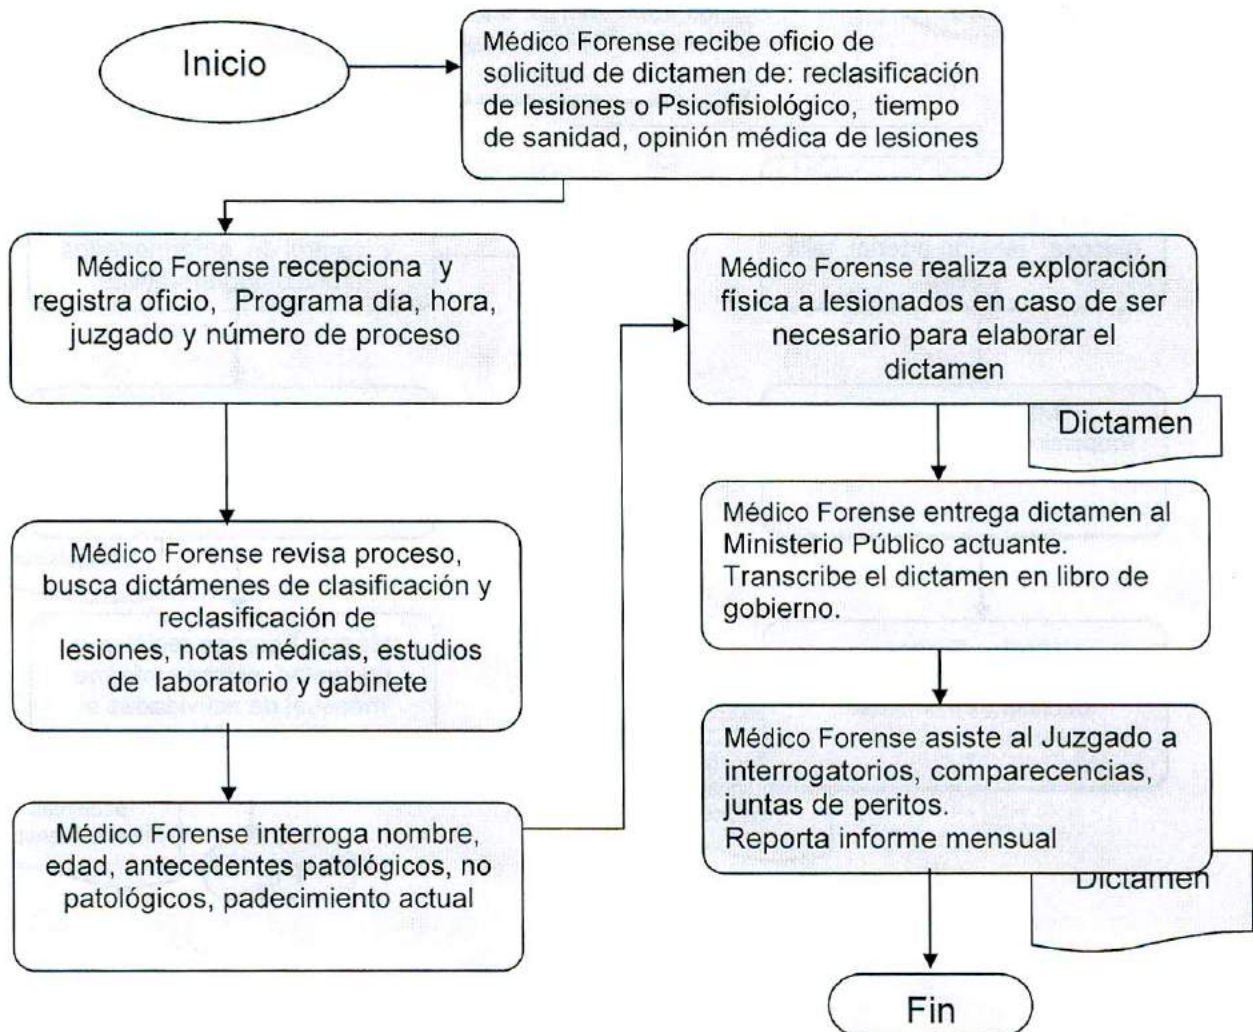 Inicio
Médico Forense recibe oficio de
solicitud de dictamen de: reclasificación
de lesiones o Psicofisiológico, tiempo
de sanidad, opinión médica de lesiones
Médico Forense recepciona y
registra oficio, Programa día, hora,
juzgado y número de proceso
Médico Forense revisa proceso,
busca dictámenes de clasificación y
reclasificación de
lesiones, notas médicas, estudios
de laboratorio y gabinete
Médico Forense interroga nombre,
edad, antecedentes patológicos, no
patológicos, padecimiento actual
Médico Forense realiza exploración
física a lesionados en caso de ser
necesario para elaborar el
dictamen
Dictamen
Médico Forense entrega dictamen al
Ministerio Público actuante.
Transcribe el dictamen en libro de
gobierno.
Médico Forense asiste al Juzgado a
interrogatorios, comparecencias,
juntas de peritos.
Reporta informe mensual
Dictamen
Fin